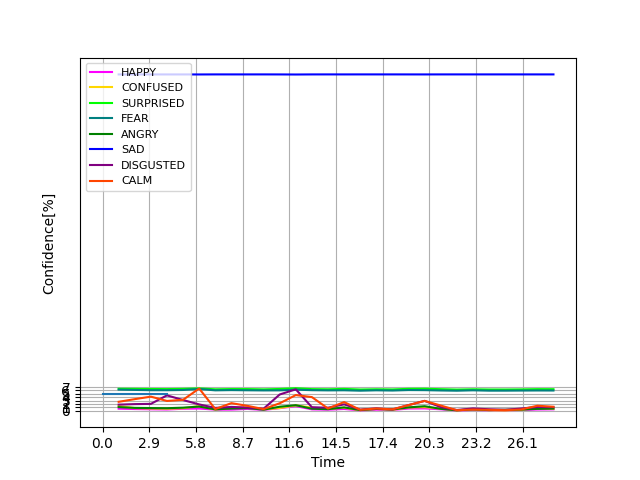 HAPPY
CONFUSED
SURPRISED
FEAR
ANGRY
SAD
DISGUSTED
CALM
Confidence[%]
0.0 2.9 5.8 8.7 11.6 14.5 17.4 20.3 23.2 26.1
Time